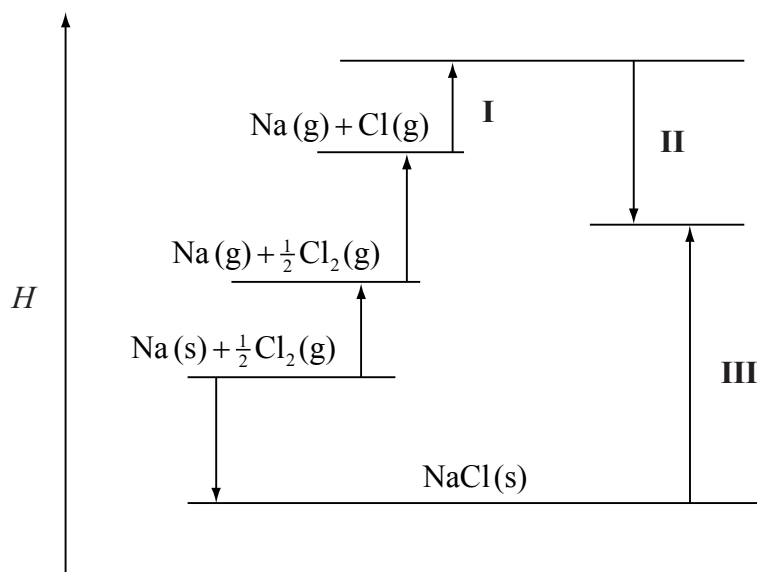 I
Na (g) + Cl (g)
II
Na (g) + ½ Cl₂ (g)
H
Na (s) + ½ Cl₂ (g)
III
NaCl (s)